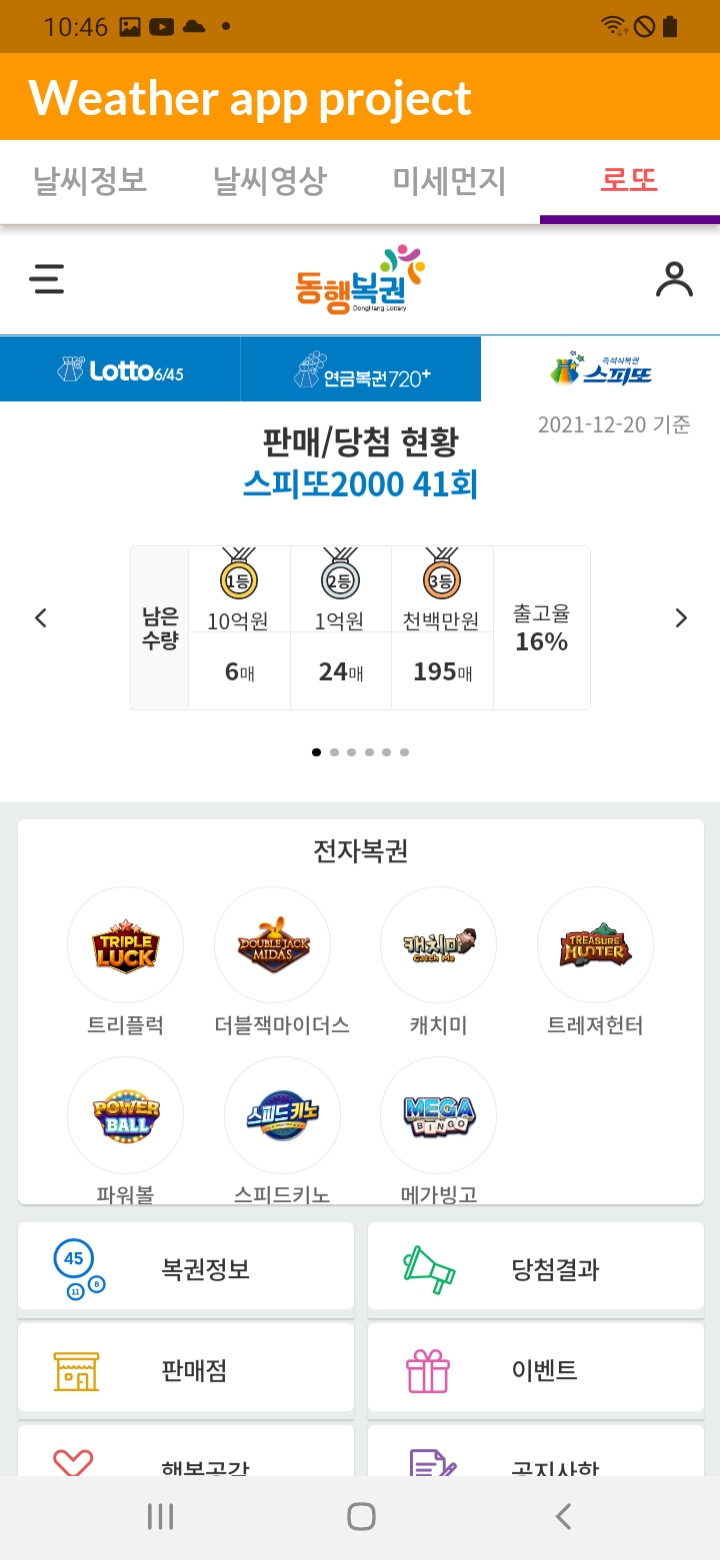 10:46
Weather app project
날씨정보 날씨영상 미세먼지 로또
동행복권
DongHang Lottery
Lotto6/45 연금복권720+ 즉석식복권 스피또
2021-12-20 기준
판매/당첨 현황
스피또2000 41회
남은 수량
1등 2등 3등
10억원 1억원 천백만원
6매 24매 195매
출고율
16%
전자복권
TRIPLE LUCK DOUBLE JACK MIDAS 캐치미 Catch Me TREASURE HUNTER
트리플럭 더블잭마이더스 캐치미 트레져헌터
POWER BALL 스피드키노 MEGA BINGO
파워볼 스피드키노 메가빙고
45 11 6 복권정보 당첨결과
판매점 이벤트
행복공감 공지사항